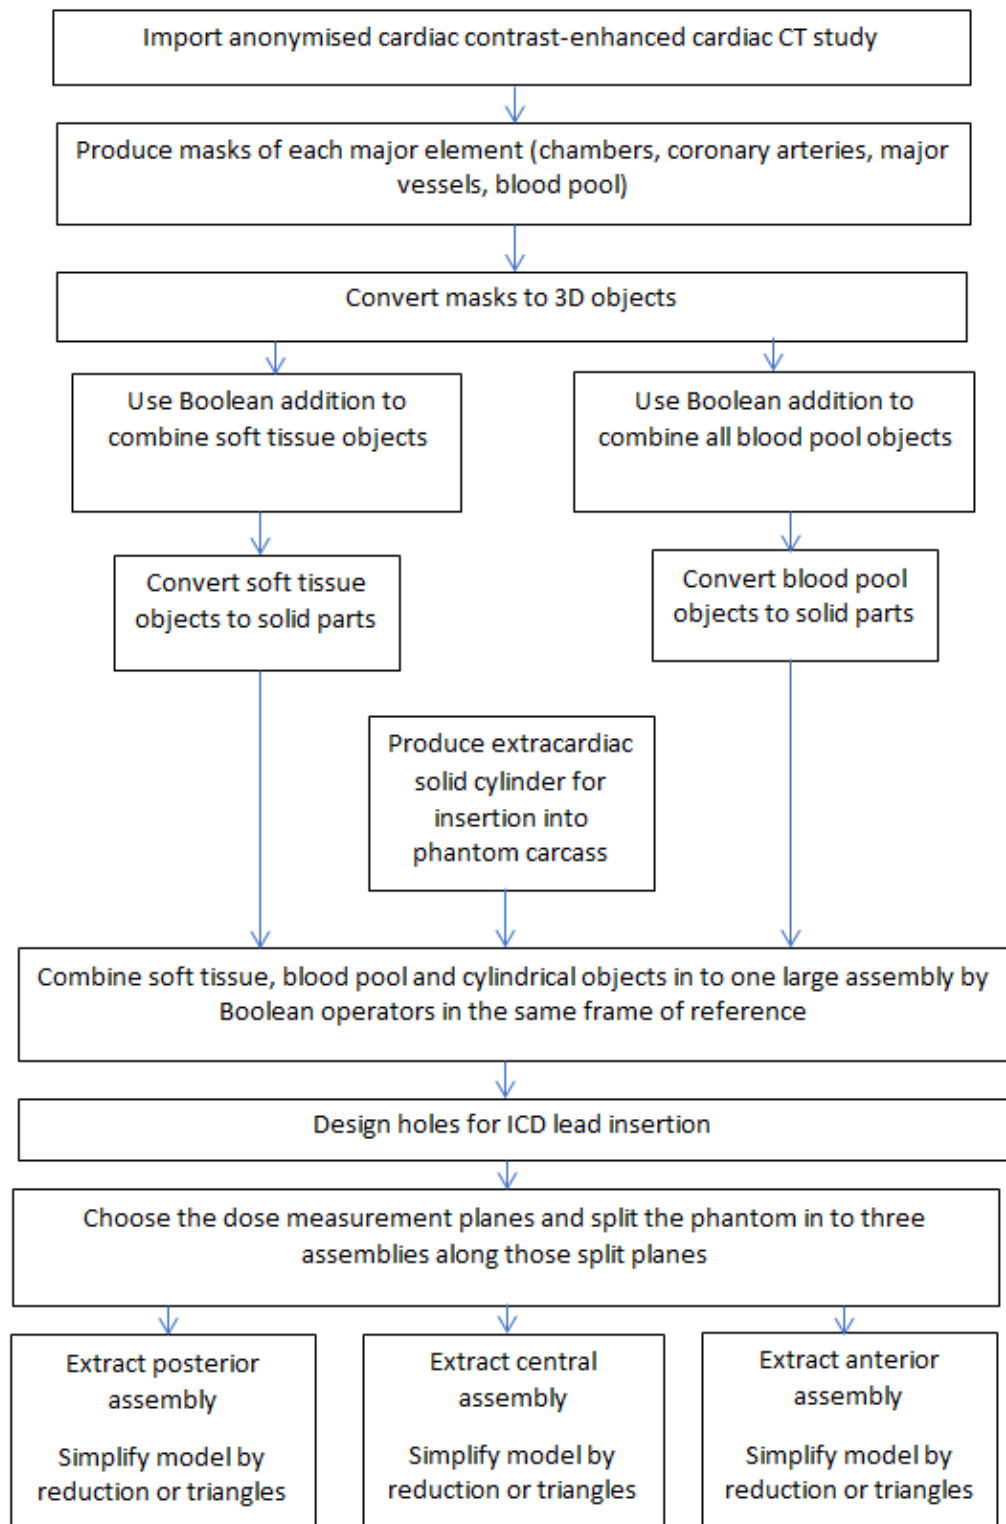 Import anonymised cardiac contrast-enhanced cardiac CT study
Produce masks of each major element (chambers, coronary arteries, major
vessels, blood pool)
Convert masks to 3D objects
Use Boolean addition to
combine soft tissue objects
Use Boolean addition to
combine all blood pool objects
Convert soft tissue
objects to solid parts
Convert blood pool
objects to solid parts
Produce extracardiac
solid cylinder for
insertion into
phantom carcass
Combine soft tissue, blood pool and cylindrical objects in to one large assembly by
Boolean operators in the same frame of reference
Design holes for ICD lead insertion
Choose the dose measurement planes and split the phantom in to three
assemblies along those split planes
Extract posterior
assembly
Simplify model by
reduction or triangles
Extract central
assembly
Simplify model by
reduction or triangles
Extract anterior
assembly
Simplify model by
reduction or triangles